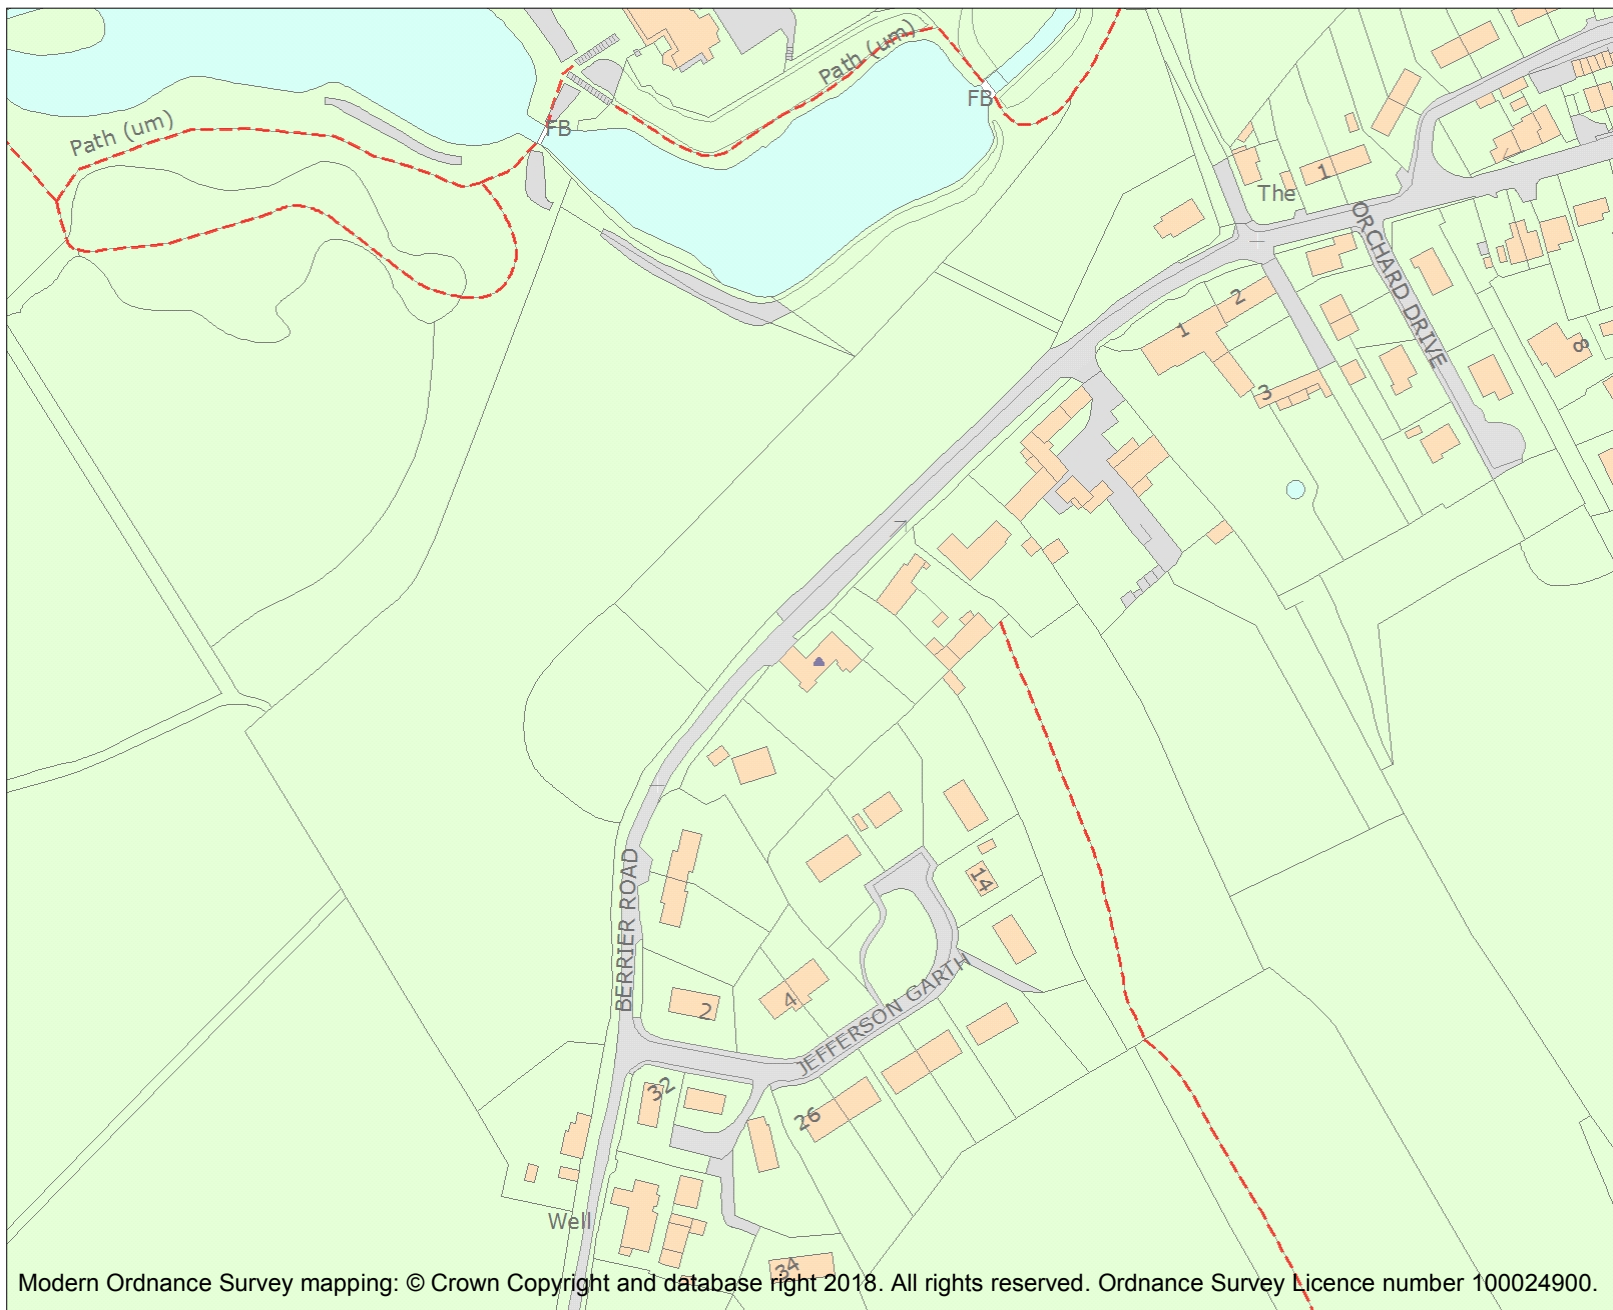 Path (um)
FB
Path (um)
FB
The
1
ORCHARD DRIVE
2
1
3
8
14
BERRIER ROAD
JEFFERSON GARTH
4
2
32
26
Well
34
Modern Ordnance Survey mapping: © Crown Copyright and database right 2018. All rights reserved. Ordnance Survey Licence number 100024900.